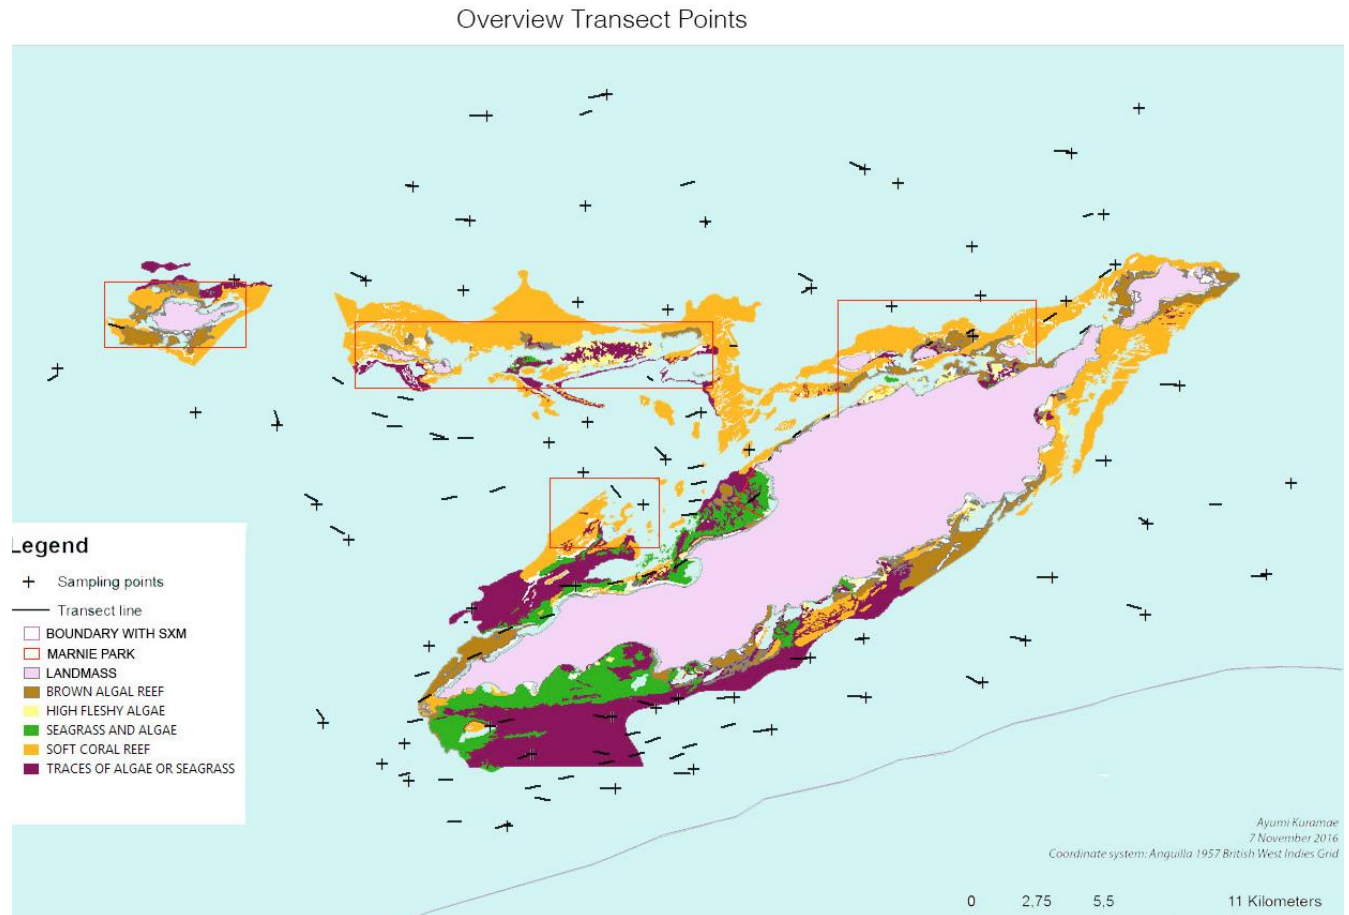 Overview Transect Points
Legend
Sampling points
Transect line
BOUNDARY WITH SXM
MARNIE PARK
LANDMASS
BROWN ALGAL REEF
HIGH FLESHY ALGAE
SEAGRASS AND ALGAE
SOFT CORAL REEF
TRACES OF ALGAE OR SEAGRASS
Ayumi Kuramae
7 November 2016
Coordinate system: Anguilla 1957 British West Indies Grid
0 2,75 5,5 11 Kilometers